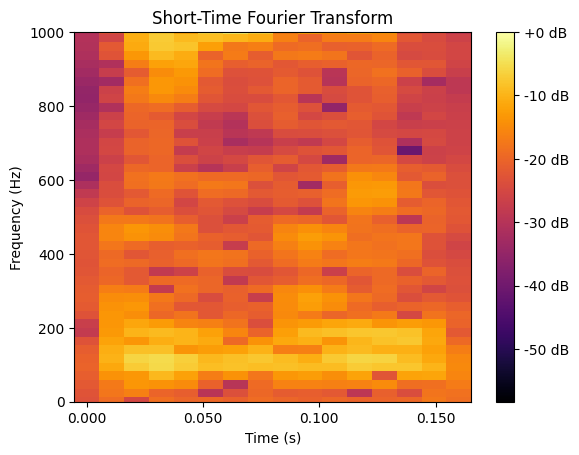 Short-Time Fourier Transform
1000
800
600
400
200
0
Frequency (Hz)
0.000
0.050
0.100
0.150
Time (s)
+0 dB
-10 dB
-20 dB
-30 dB
-40 dB
-50 dB